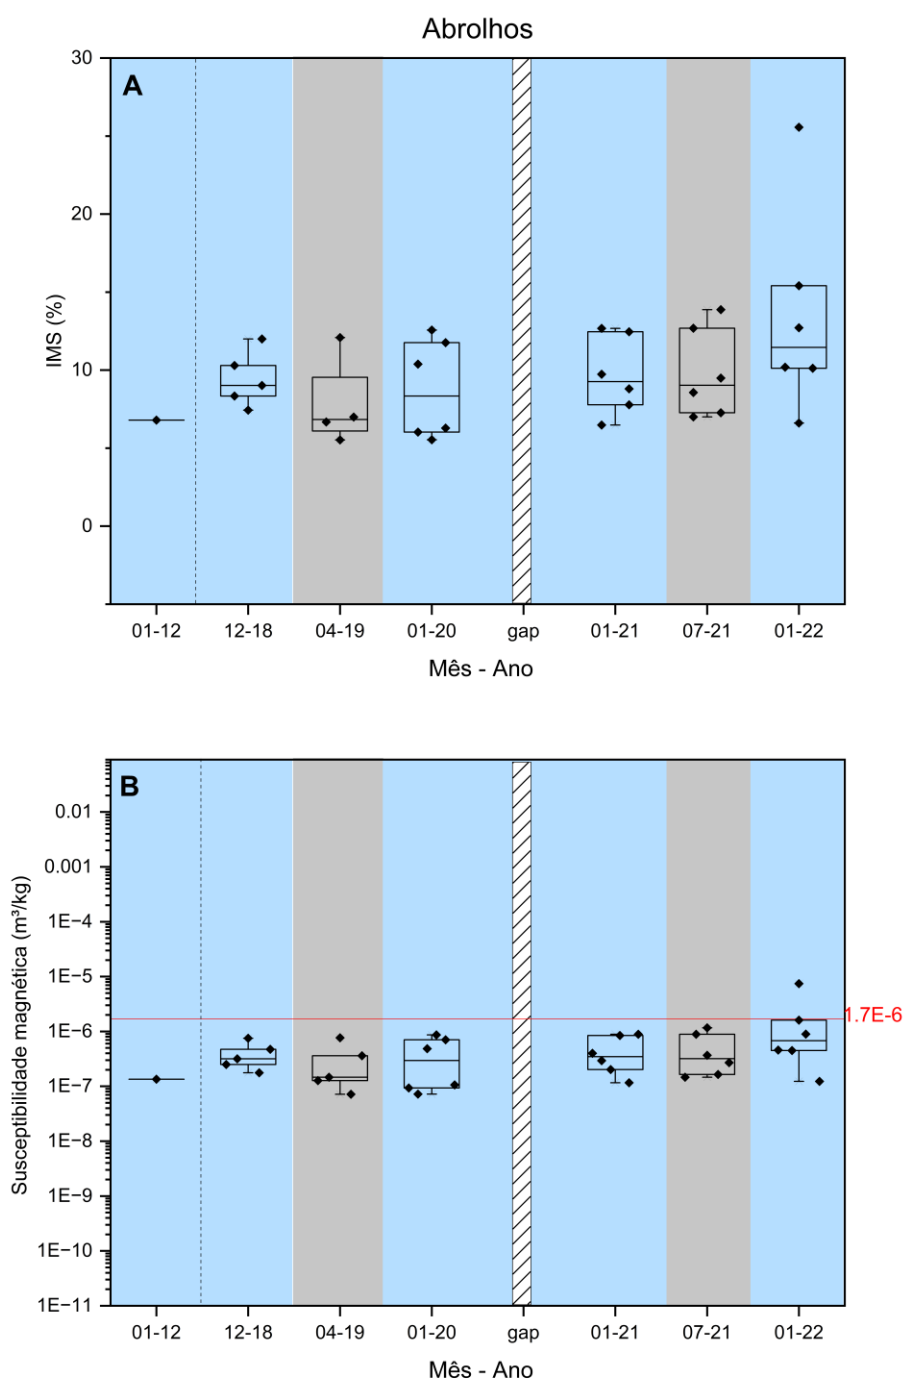 Abrolhos
A
30
20
10
0
IMS (%)
01-12 12-18 04-19 01-20 gap 01-21 07-21 01-22
Mês - Ano
B
0.01
0.001
1E−4
1E−5
1E−6
1E−7
1E−8
1E−9
1E−10
1E−11
1.7E-6
Susceptibilidade magnética (m³/kg)
01-12 12-18 04-19 01-20 gap 01-21 07-21 01-22
Mês - Ano